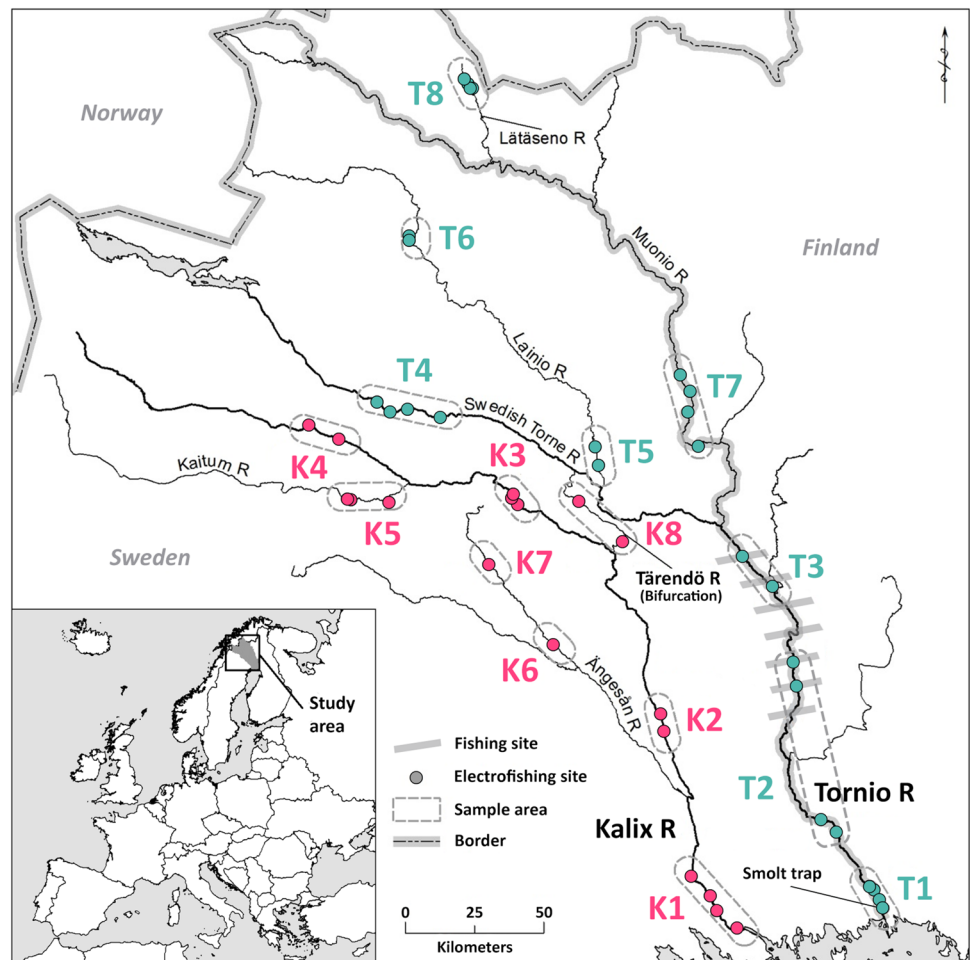 T8
Norway
Lätäseno R
T6
Muonio R
Finland
Lainio R
T4
T7
Swedish Torne R
K3
T5
K4
Kaitum R
K5
K8
Sweden
K7
Tärendö R
(Bifurcation)
T3
K6
Ängesån R
Study
area
K2
Fishing site
Electrofishing site
Sample area
Border
T2
Tornio R
Kalix R
Smolt trap
T1
K1
0 25 50
Kilometers